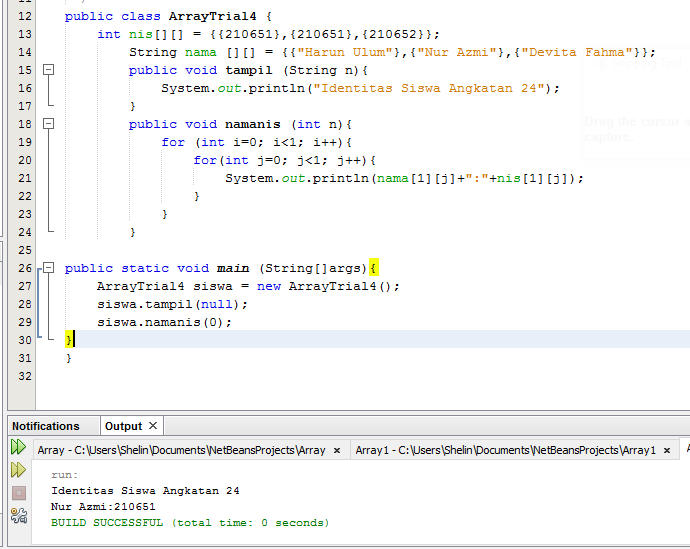 12 public class ArrayTrial4 {
13 int nis[][] = {{210651},{210651},{210652}};
14 String nama [][] = {{"Harun Ulum"},{"Nur Azmi"},{"Devita Fahma"}};
15 public void tampil (String n){
16 System.out.println("Identitas Siswa Angkatan 24");
17 }
18 public void namanis (int n){
19 for (int i=0; i<1; i++){
20 for(int j=0; j<1; j++){
21 System.out.println(nama[1][j]+":"+nis[1][j]);
22 }
23 }
24 }
25
26 public static void main (String[]args){
27 ArrayTrial4 siswa = new ArrayTrial4();
28 siswa.tampil(null);
29 siswa.namanis(0);
30 }
31 }
32
Notifications Output ×
Array - C:\Users\Shelin\Documents\NetBeansProjects\Array × Array1 - C:\Users\Shelin\Documents\NetBeansProjects\Array1 ×
run:
Identitas Siswa Angkatan 24
Nur Azmi:210651
BUILD SUCCESSFUL (total time: 0 seconds)